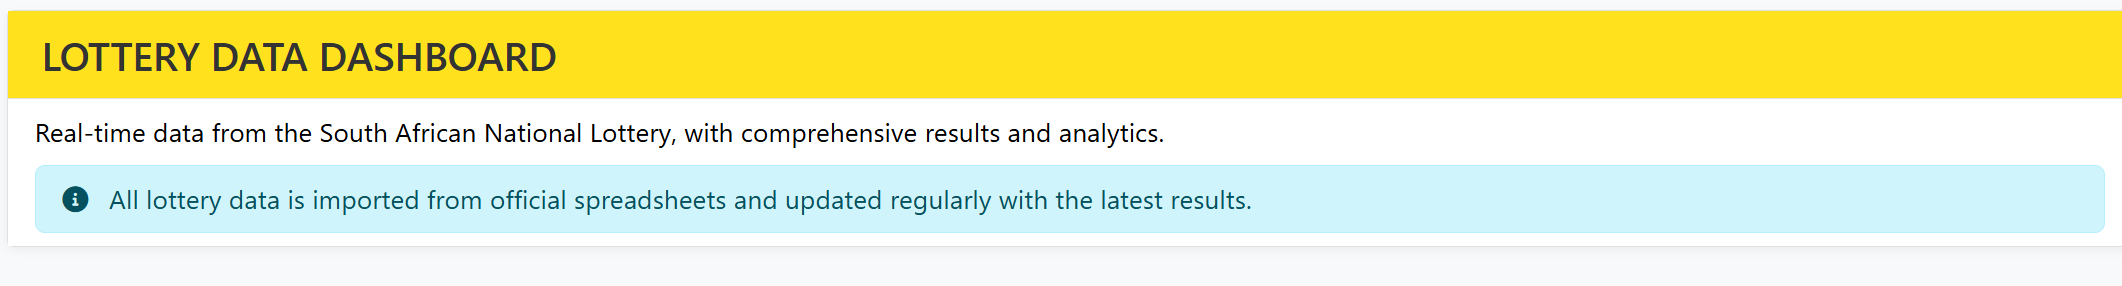 LOTTERY DATA DASHBOARD
Real-time data from the South African National Lottery, with comprehensive results and analytics.
All lottery data is imported from official spreadsheets and updated regularly with the latest results.